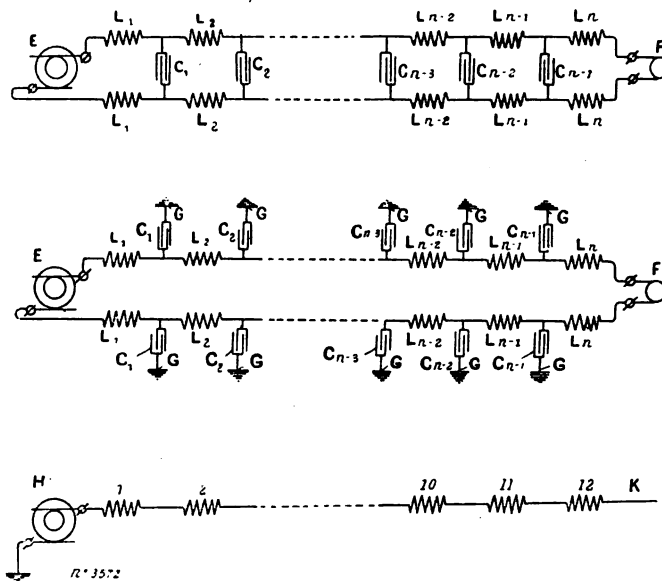 E L₁ L₂ Lₙ₋₂ Lₙ₋₁ Lₙ F
C₁ C₂ Cₙ₋₃ Cₙ₋₂ Cₙ₋₁
L₁ L₂ Lₙ₋₂ Lₙ₋₁ Lₙ
G G G G G
C₁ C₂ Cₙ₋₃ Cₙ₋₂ Cₙ₋₁
E L₁ L₂ Lₙ₋₂ Lₙ₋₁ Lₙ F
L₁ L₂ Lₙ₋₂ Lₙ₋₁ Lₙ
C₁ G C₂ G Cₙ₋₃ G Cₙ₋₂ G Cₙ₋₁ G
H 1 2 10 11 12 K
n° 3572